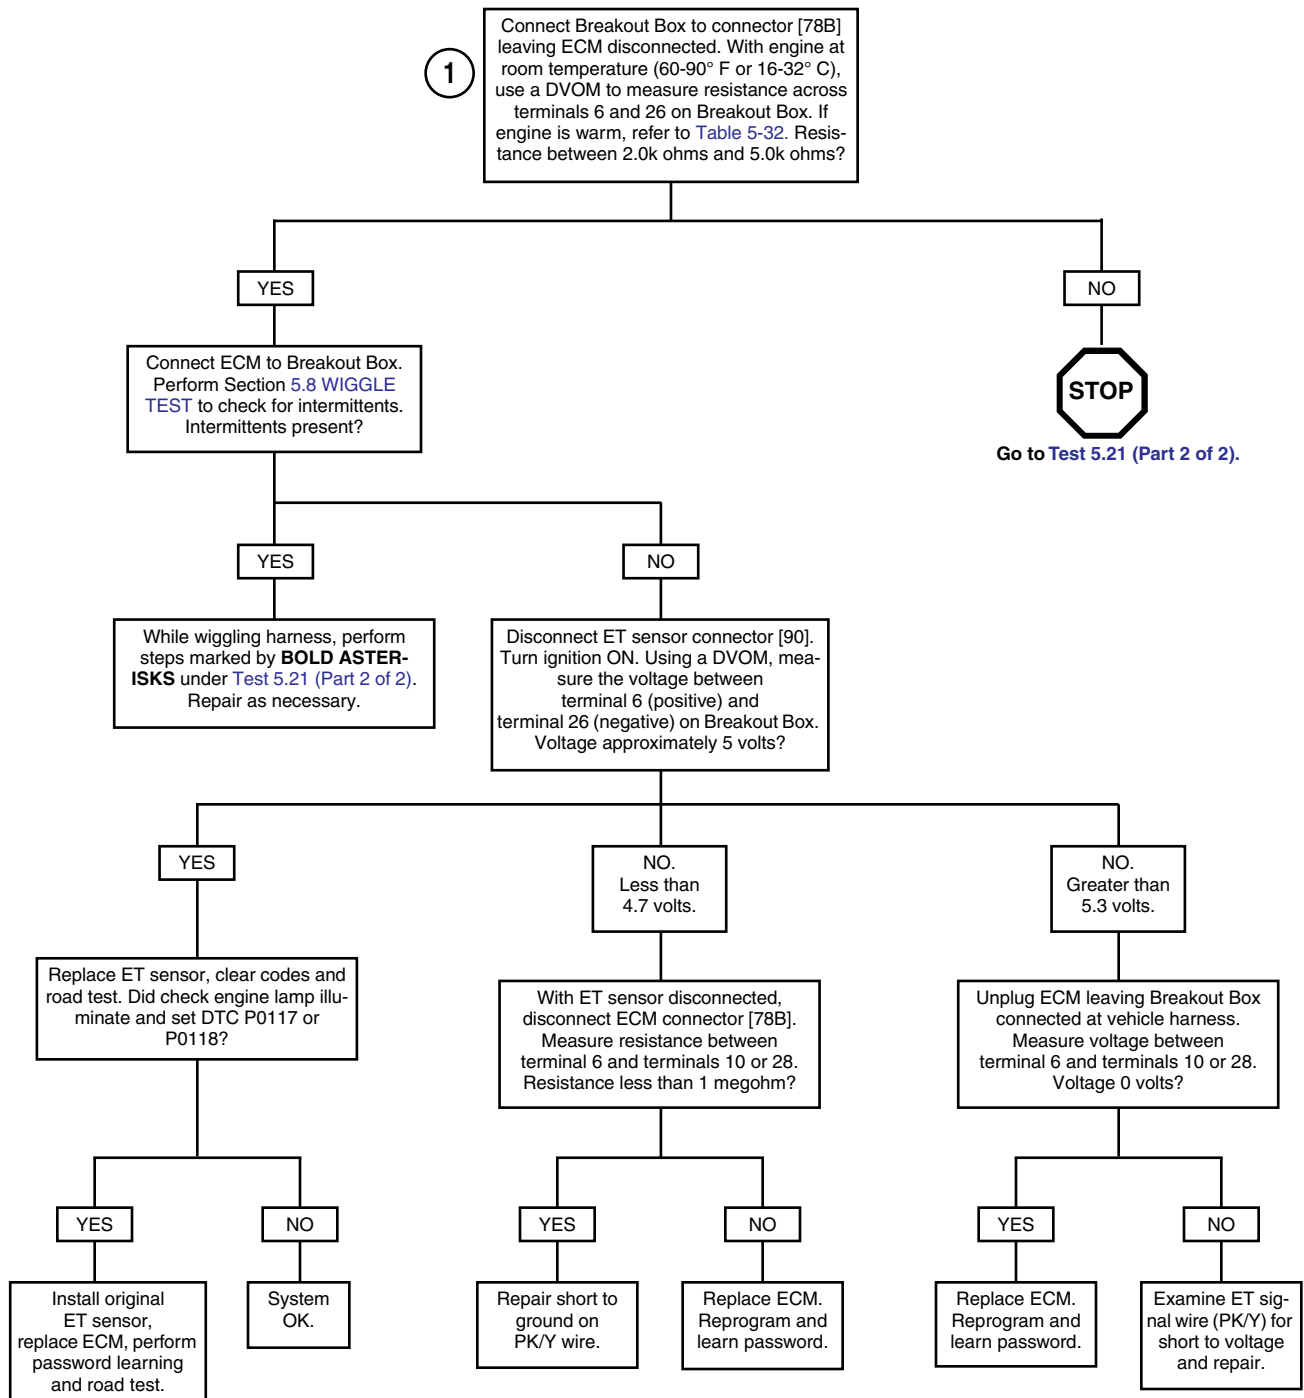 1
Connect Breakout Box to connector [78B]
leaving ECM disconnected. With engine at
room temperature (60-90° F or 16-32° C),
use a DVOM to measure resistance across
terminals 6 and 26 on Breakout Box. If
engine is warm, refer to Table 5-32. Resis-
tance between 2.0k ohms and 5.0k ohms?
YES
NO
Connect ECM to Breakout Box.
Perform Section 5.8 WIGGLE
TEST to check for intermittents.
Intermittents present?
STOP
Go to Test 5.21 (Part 2 of 2).
YES
NO
While wiggling harness, perform
steps marked by BOLD ASTER-
ISKS under Test 5.21 (Part 2 of 2).
Repair as necessary.
Disconnect ET sensor connector [90].
Turn ignition ON. Using a DVOM, mea-
sure the voltage between
terminal 6 (positive) and
terminal 26 (negative) on Breakout Box.
Voltage approximately 5 volts?
YES
NO.
Less than
4.7 volts.
NO.
Greater than
5.3 volts.
Replace ET sensor, clear codes and
road test. Did check engine lamp illu-
minate and set DTC P0117 or
P0118?
With ET sensor disconnected,
disconnect ECM connector [78B].
Measure resistance between
terminal 6 and terminals 10 or 28.
Resistance less than 1 megohm?
Unplug ECM leaving Breakout Box
connected at vehicle harness.
Measure voltage between
terminal 6 and terminals 10 or 28.
Voltage 0 volts?
YES
NO
YES
NO
YES
NO
Install original
ET sensor,
replace ECM, perform
password learning
and road test.
System
OK.
Repair short to
ground on
PK/Y wire.
Replace ECM.
Reprogram and
learn password.
Replace ECM.
Reprogram and
learn password.
Examine ET sig-
nal wire (PK/Y) for
short to voltage
and repair.